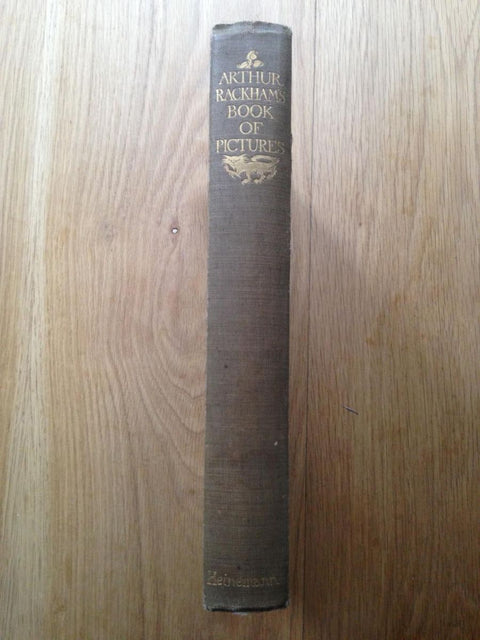 ARTHUR
RACKHAM'S
BOOK
OF
PICTURES
Heinemann